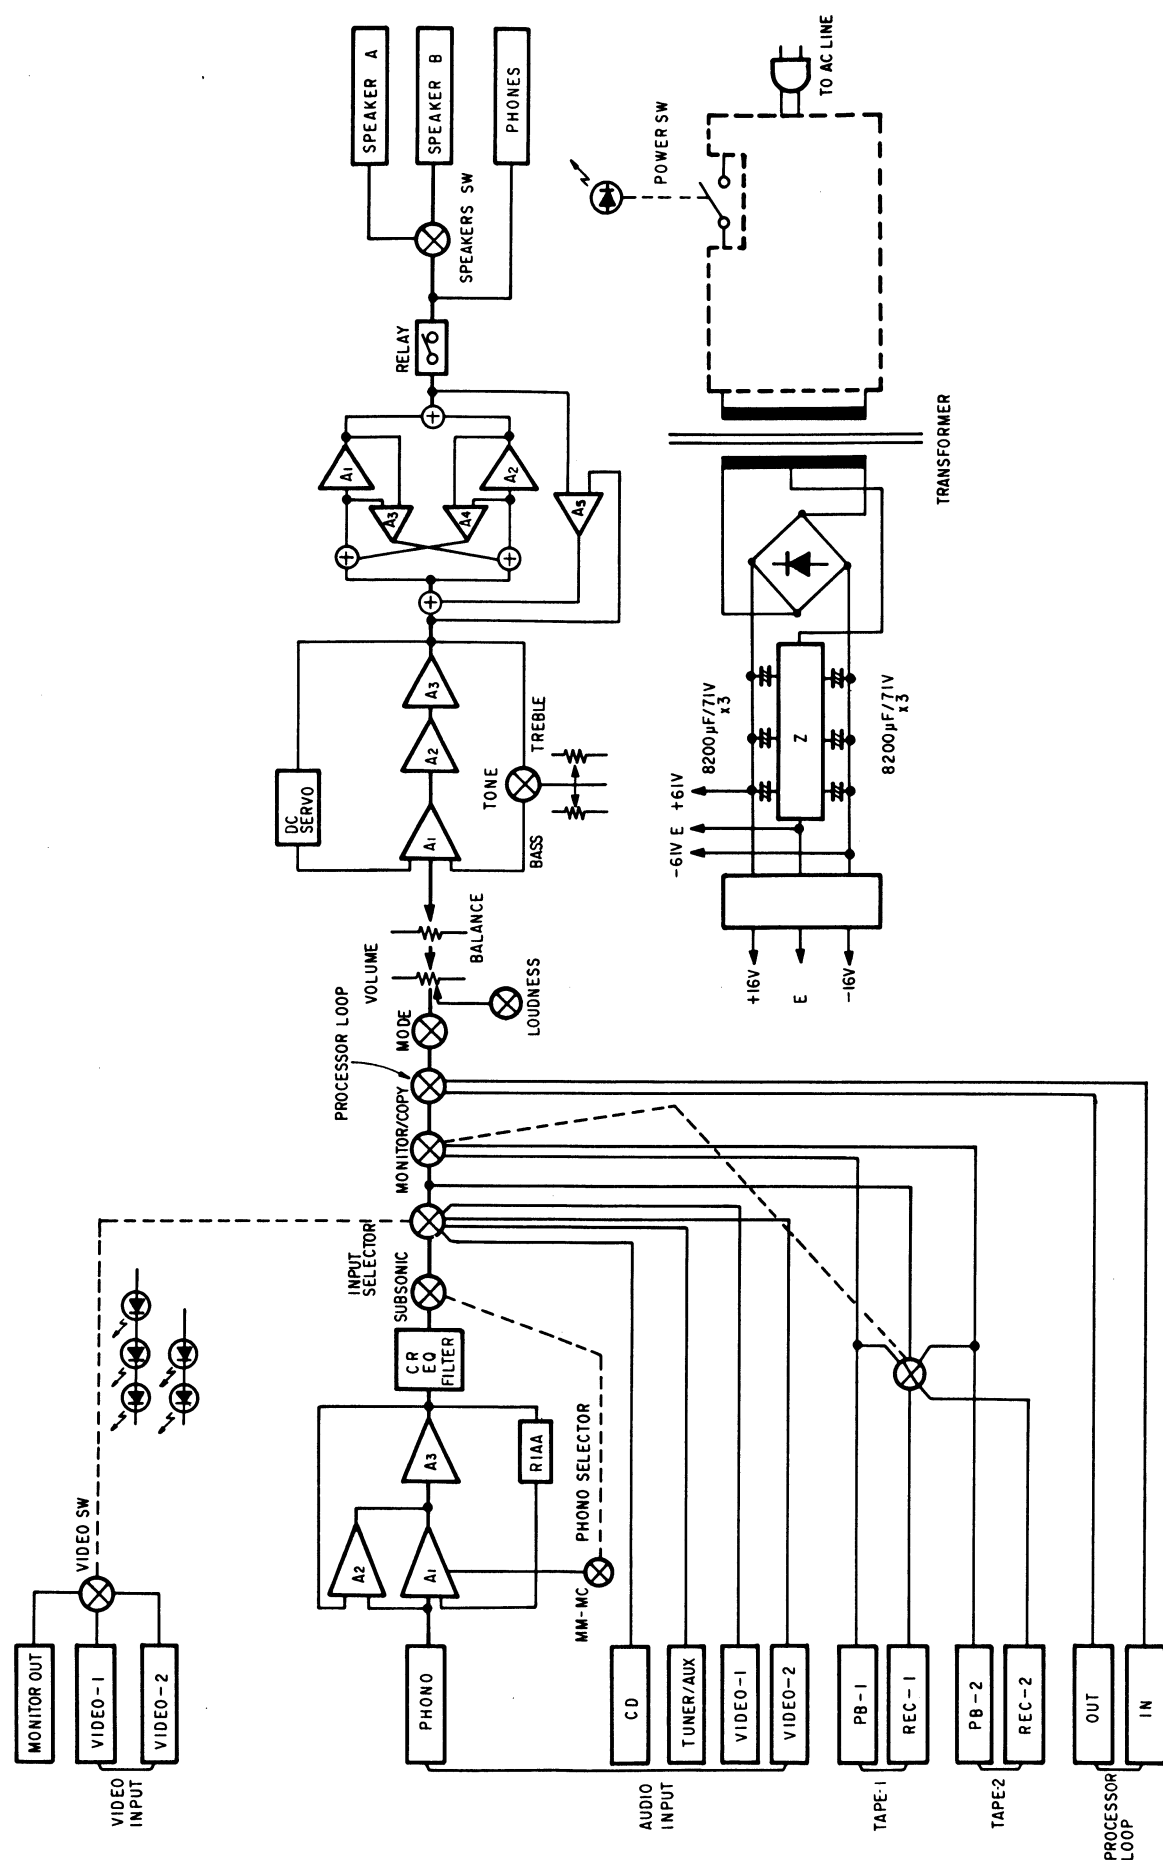 MONITOR OUT
VIDEO-1
VIDEO-2
VIDEO
INPUT
VIDEO SW
PHONO
A2
A1
A3
RIAA
MM-MC
PHONO SELECTOR
CR
EQ
FILTER
SUBSONIC
INPUT
SELECTOR
MONITOR/COPY
PROCESSOR LOOP
MODE
VOLUME
LOUDNESS
BALANCE
DC
SERVO
A1
A2
A3
BASS
TONE
TREBLE
A1
A2
A3
A4
A5
+
+
+
+
RELAY
SPEAKERS SW
SPEAKER A
SPEAKER B
PHONES
CD
TUNER/AUX
VIDEO-1
VIDEO-2
AUDIO
INPUT
PB-1
REC-1
TAPE-1
PB-2
REC-2
TAPE-2
OUT
IN
PROCESSOR
LOOP
+16V
E
-16V
-61V
E
+61V
8200µF/71V
x3
Z
8200µF/71V
x3
TRANSFORMER
POWER SW
TO AC LINE